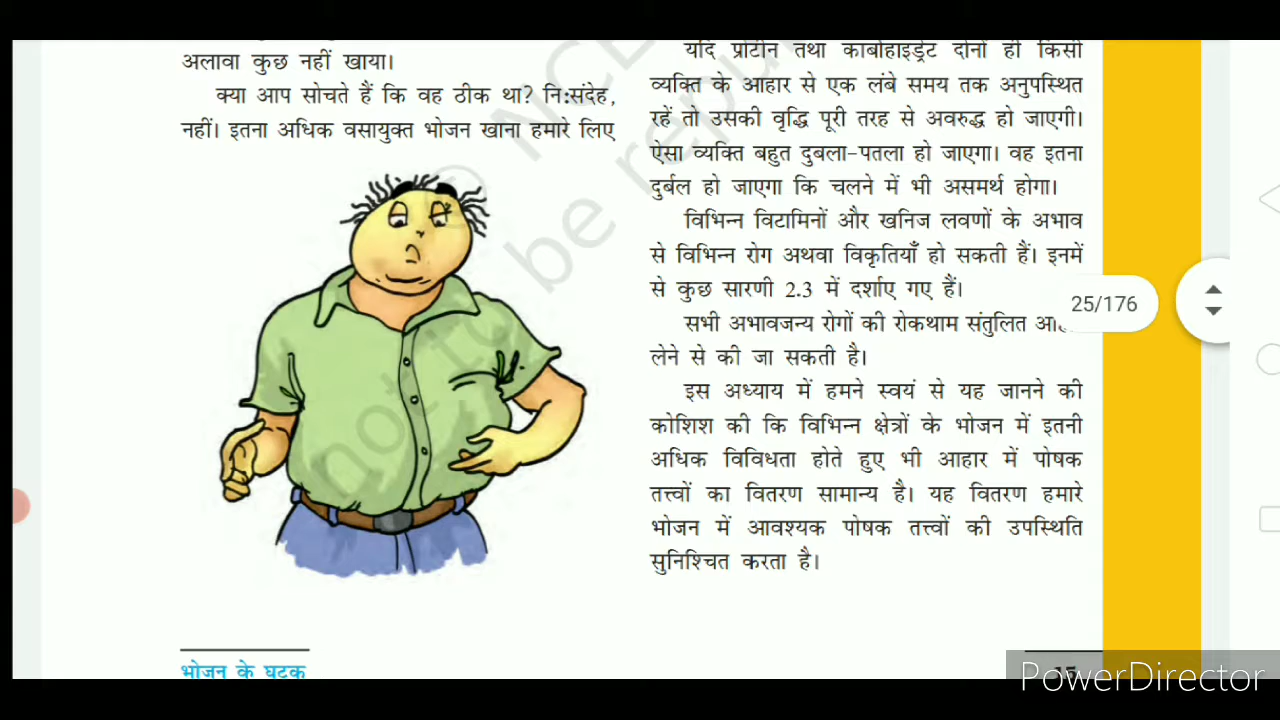 अलावा कुछ नहीं खाया।
क्या आप सोचते हैं कि वह ठीक था? नि:संदेह,
नहीं। इतना अधिक वसायुक्त भोजन खाना हमारे लिए
यदि प्रोटीन तथा कार्बोहाइड्रेट दोनों ही किसी
व्यक्ति के आहार से एक लंबे समय तक अनुपस्थित
रहें तो उसकी वृद्धि पूरी तरह से अवरुद्ध हो जाएगी।
ऐसा व्यक्ति बहुत दुबला-पतला हो जाएगा। वह इतना
दुर्बल हो जाएगा कि चलने में भी असमर्थ होगा।
विभिन्न विटामिनों और खनिज लवणों के अभाव
से विभिन्न रोग अथवा विकृतियाँ हो सकती हैं। इनमें
से कुछ सारणी 2.3 में दर्शाए गए हैं।
सभी अभावजन्य रोगों की रोकथाम संतुलित
लेने से की जा सकती है।
इस अध्याय में हमने स्वयं से यह जानने की
कोशिश की कि विभिन्न क्षेत्रों के भोजन में इतनी
अधिक विविधता होते हुए भी आहार में पोषक
तत्त्वों का वितरण सामान्य है। यह वितरण हमारे
भोजन में आवश्यक पोषक तत्त्वों की उपस्थिति
सुनिश्चित करता है।
25/176
भोजन के घटक
15
PowerDirector
not to be